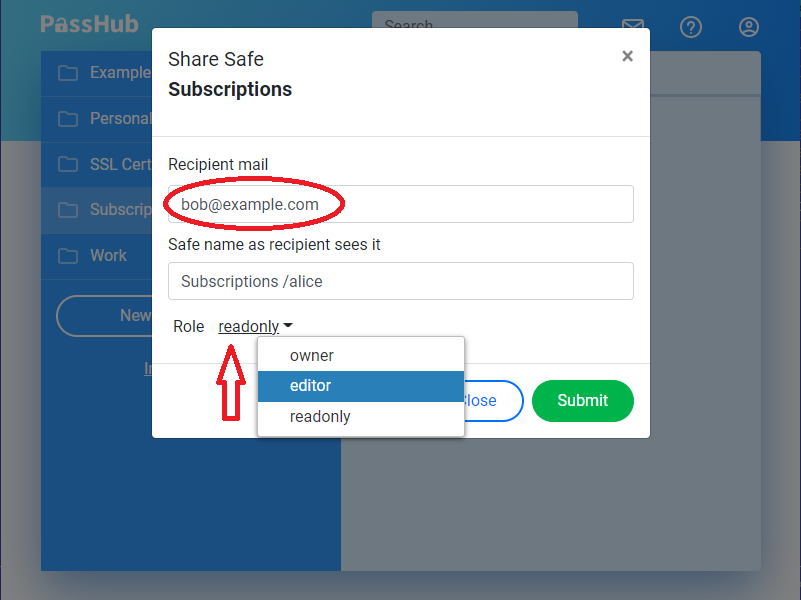 PassHub
Search
Share Safe
×
Subscriptions
Example
Personal
SSL Cert
Subscrip
Work
New
Recipient mail
bob@example.com
Safe name as recipient sees it
Subscriptions /alice
Role readonly
owner
editor
readonly
Close
Submit